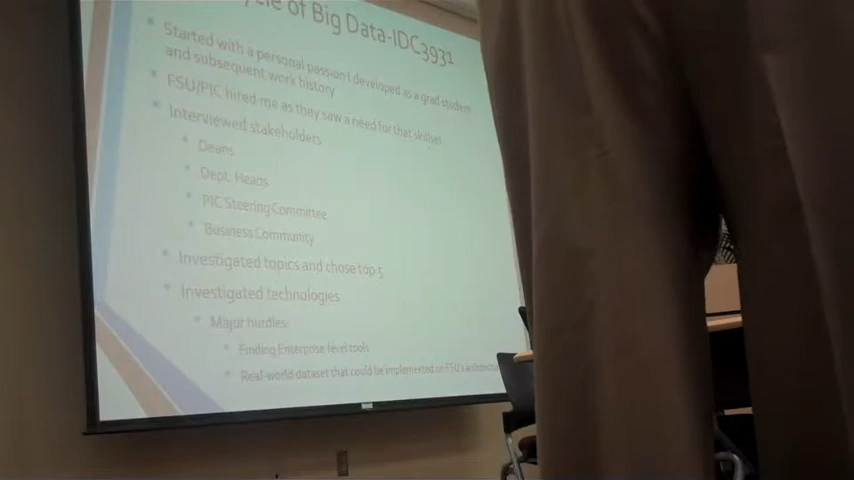 of Big Data-IDC3931
Started with a personal passion I developed as a grad student
and subsequent work history
FSU/PIC hired me as they saw a need for that skillset
Interviewed stakeholders
Deans
Dept. Heads
PIC Steering Committee
Business Community
Investigated topics and chose top 5
Investigated technologies
Major hurdles:
Finding Enterprise-level tools
Real-world dataset that could be implemented on FSU's